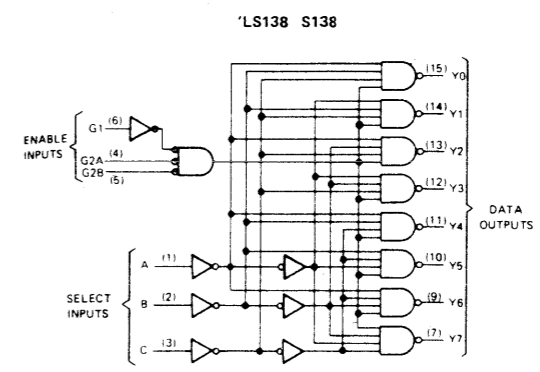 'LS138 S138
(15) Y0
(14) Y1
(6)
G1
ENABLE
INPUTS
(4)
G2A
G2B
(5)
(13) Y2
(12) Y3
DATA
OUTPUTS
(11) Y4
(1)
A
(10) Y5
SELECT
INPUTS
(2)
B
(9) Y6
(3)
C
(7) Y7